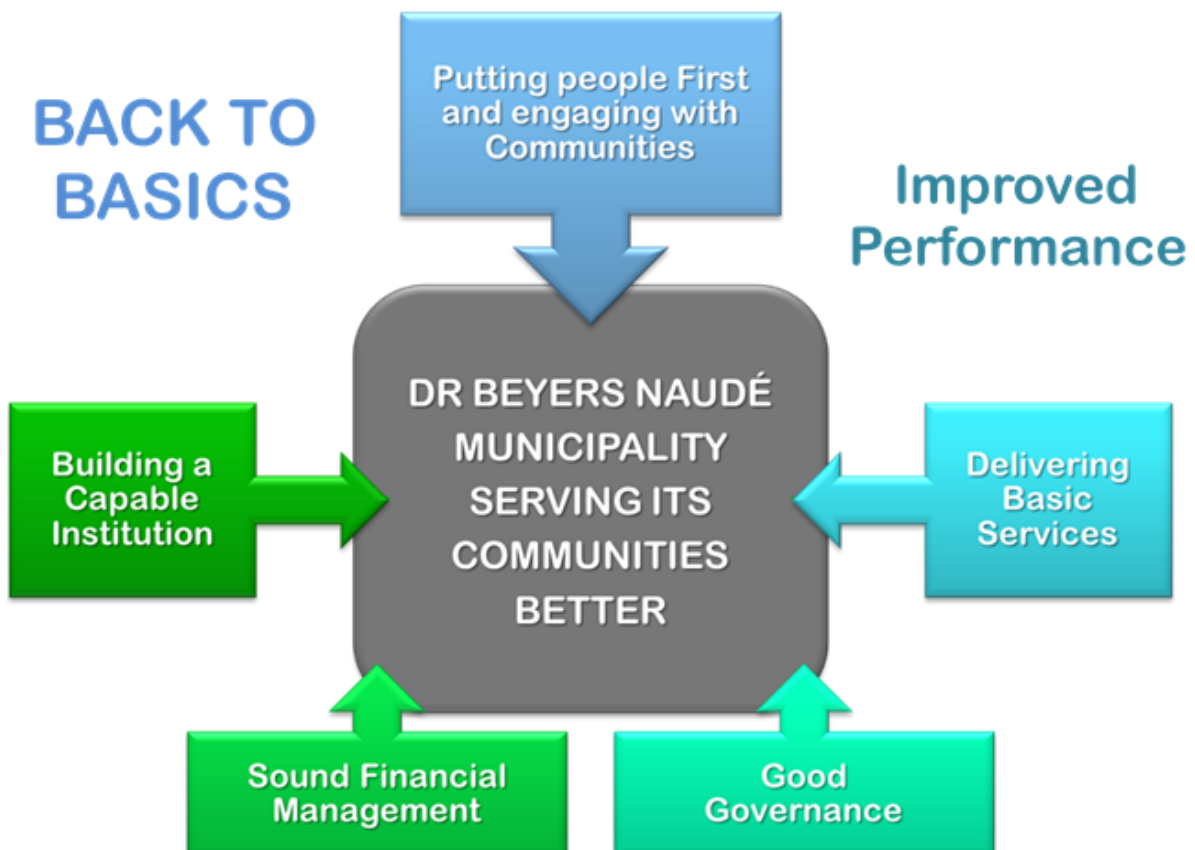 BACK TO
BASICS
Putting people First
and engaging with
Communities
Improved
Performance
Building a
Capable
Institution
DR BEYERS NAUDÉ
MUNICIPALITY
SERVING ITS
COMMUNITIES
BETTER
Delivering
Basic
Services
Sound Financial
Management
Good
Governance